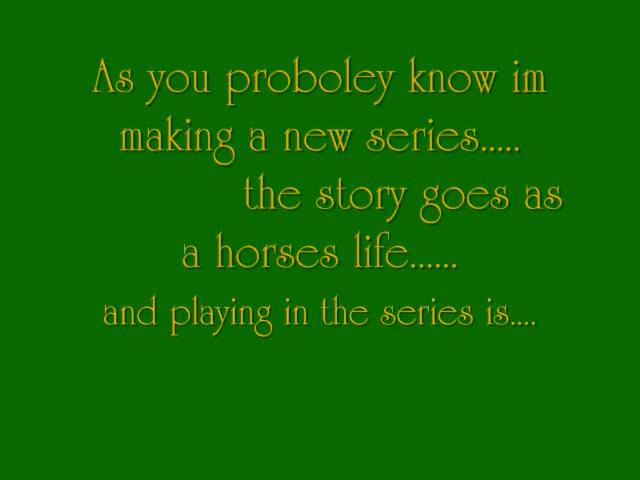 As you proboley know im
making a new series.....
the story goes as
a horses life......
and playing in the series is....